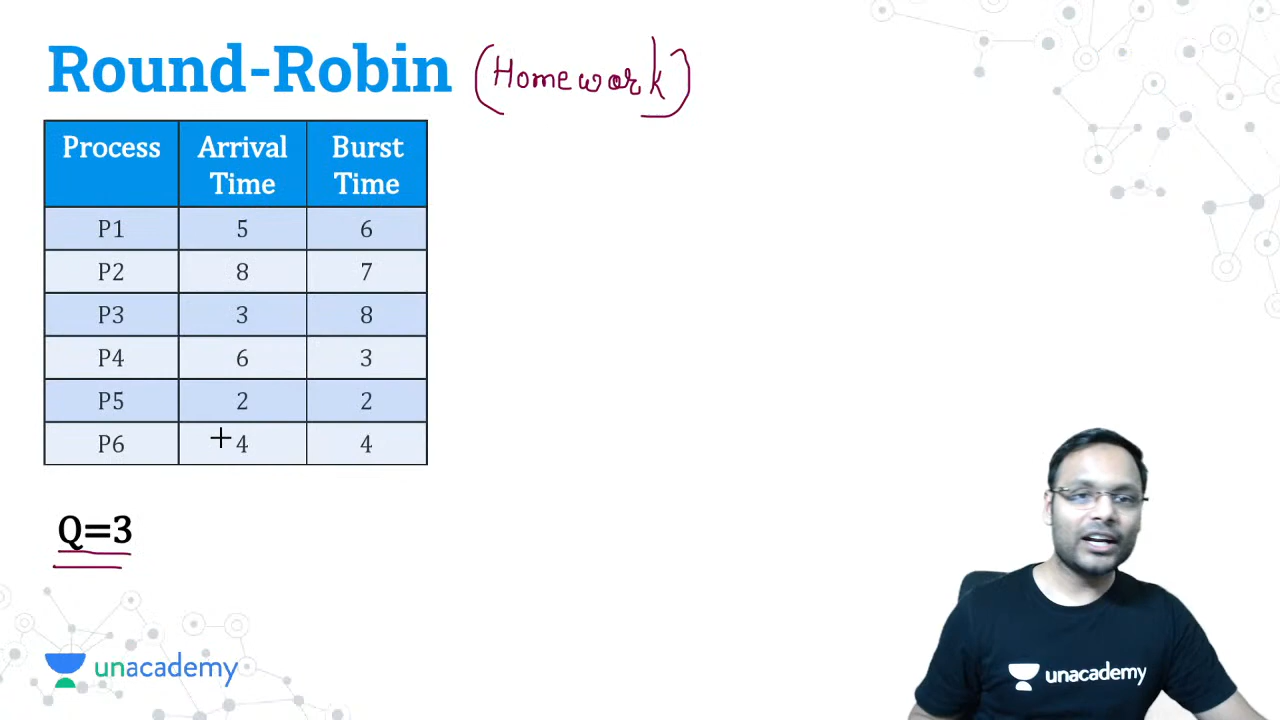 Round-Robin (Homework)
Process Arrival Time Burst Time
P1 5 6
P2 8 7
P3 3 8
P4 6 3
P5 2 2
P6 4 4
Q=3
unacademy
unacademy